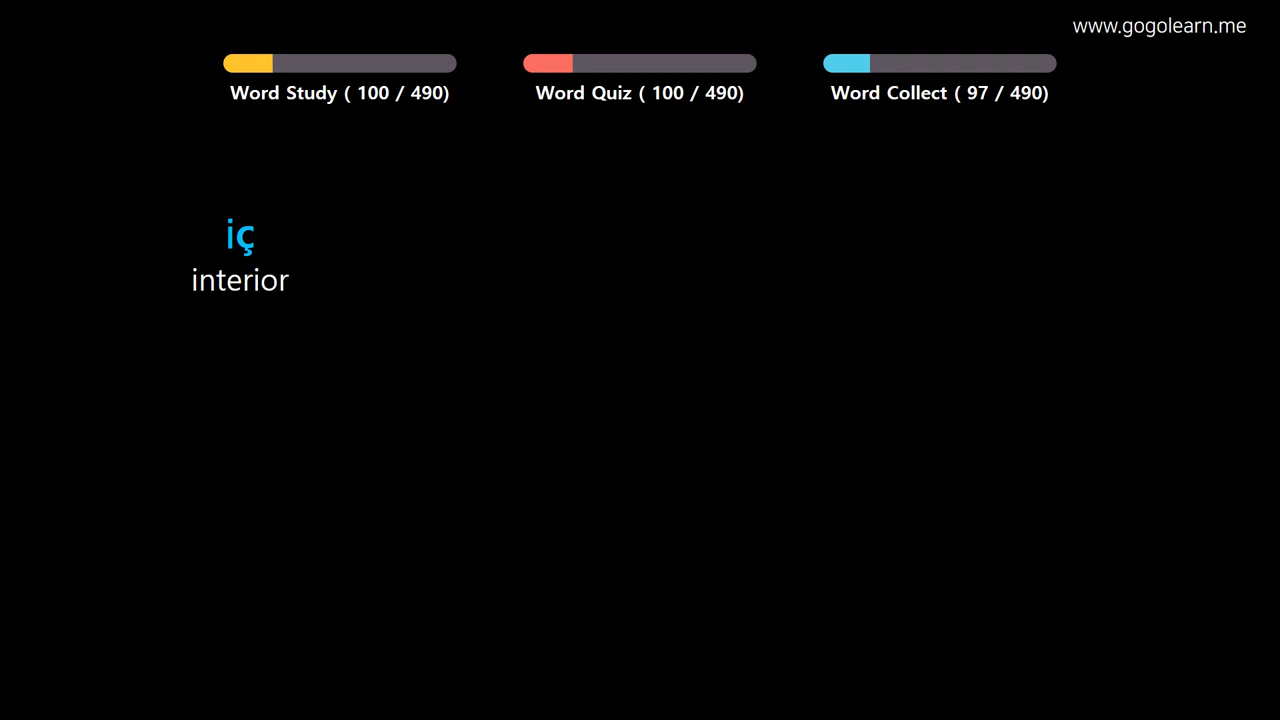 www.gogolearn.me
Word Study ( 100 / 490)
Word Quiz ( 100 / 490)
Word Collect ( 97 / 490)
iç
interior